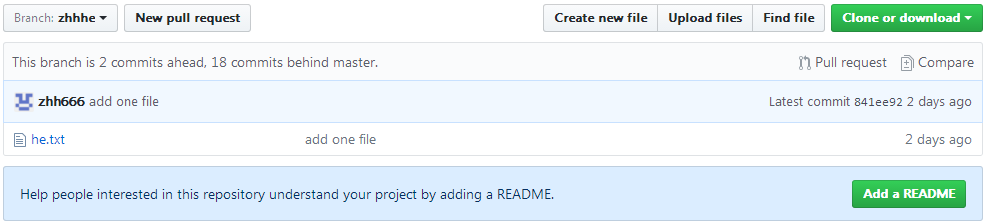 Branch: zhhhe New pull request Create new file Upload files Find file Clone or download
This branch is 2 commits ahead, 18 commits behind master. Pull request Compare
zhh666 add one file Latest commit 841ee92 2 days ago
he.txt add one file 2 days ago
Help people interested in this repository understand your project by adding a README. Add a README